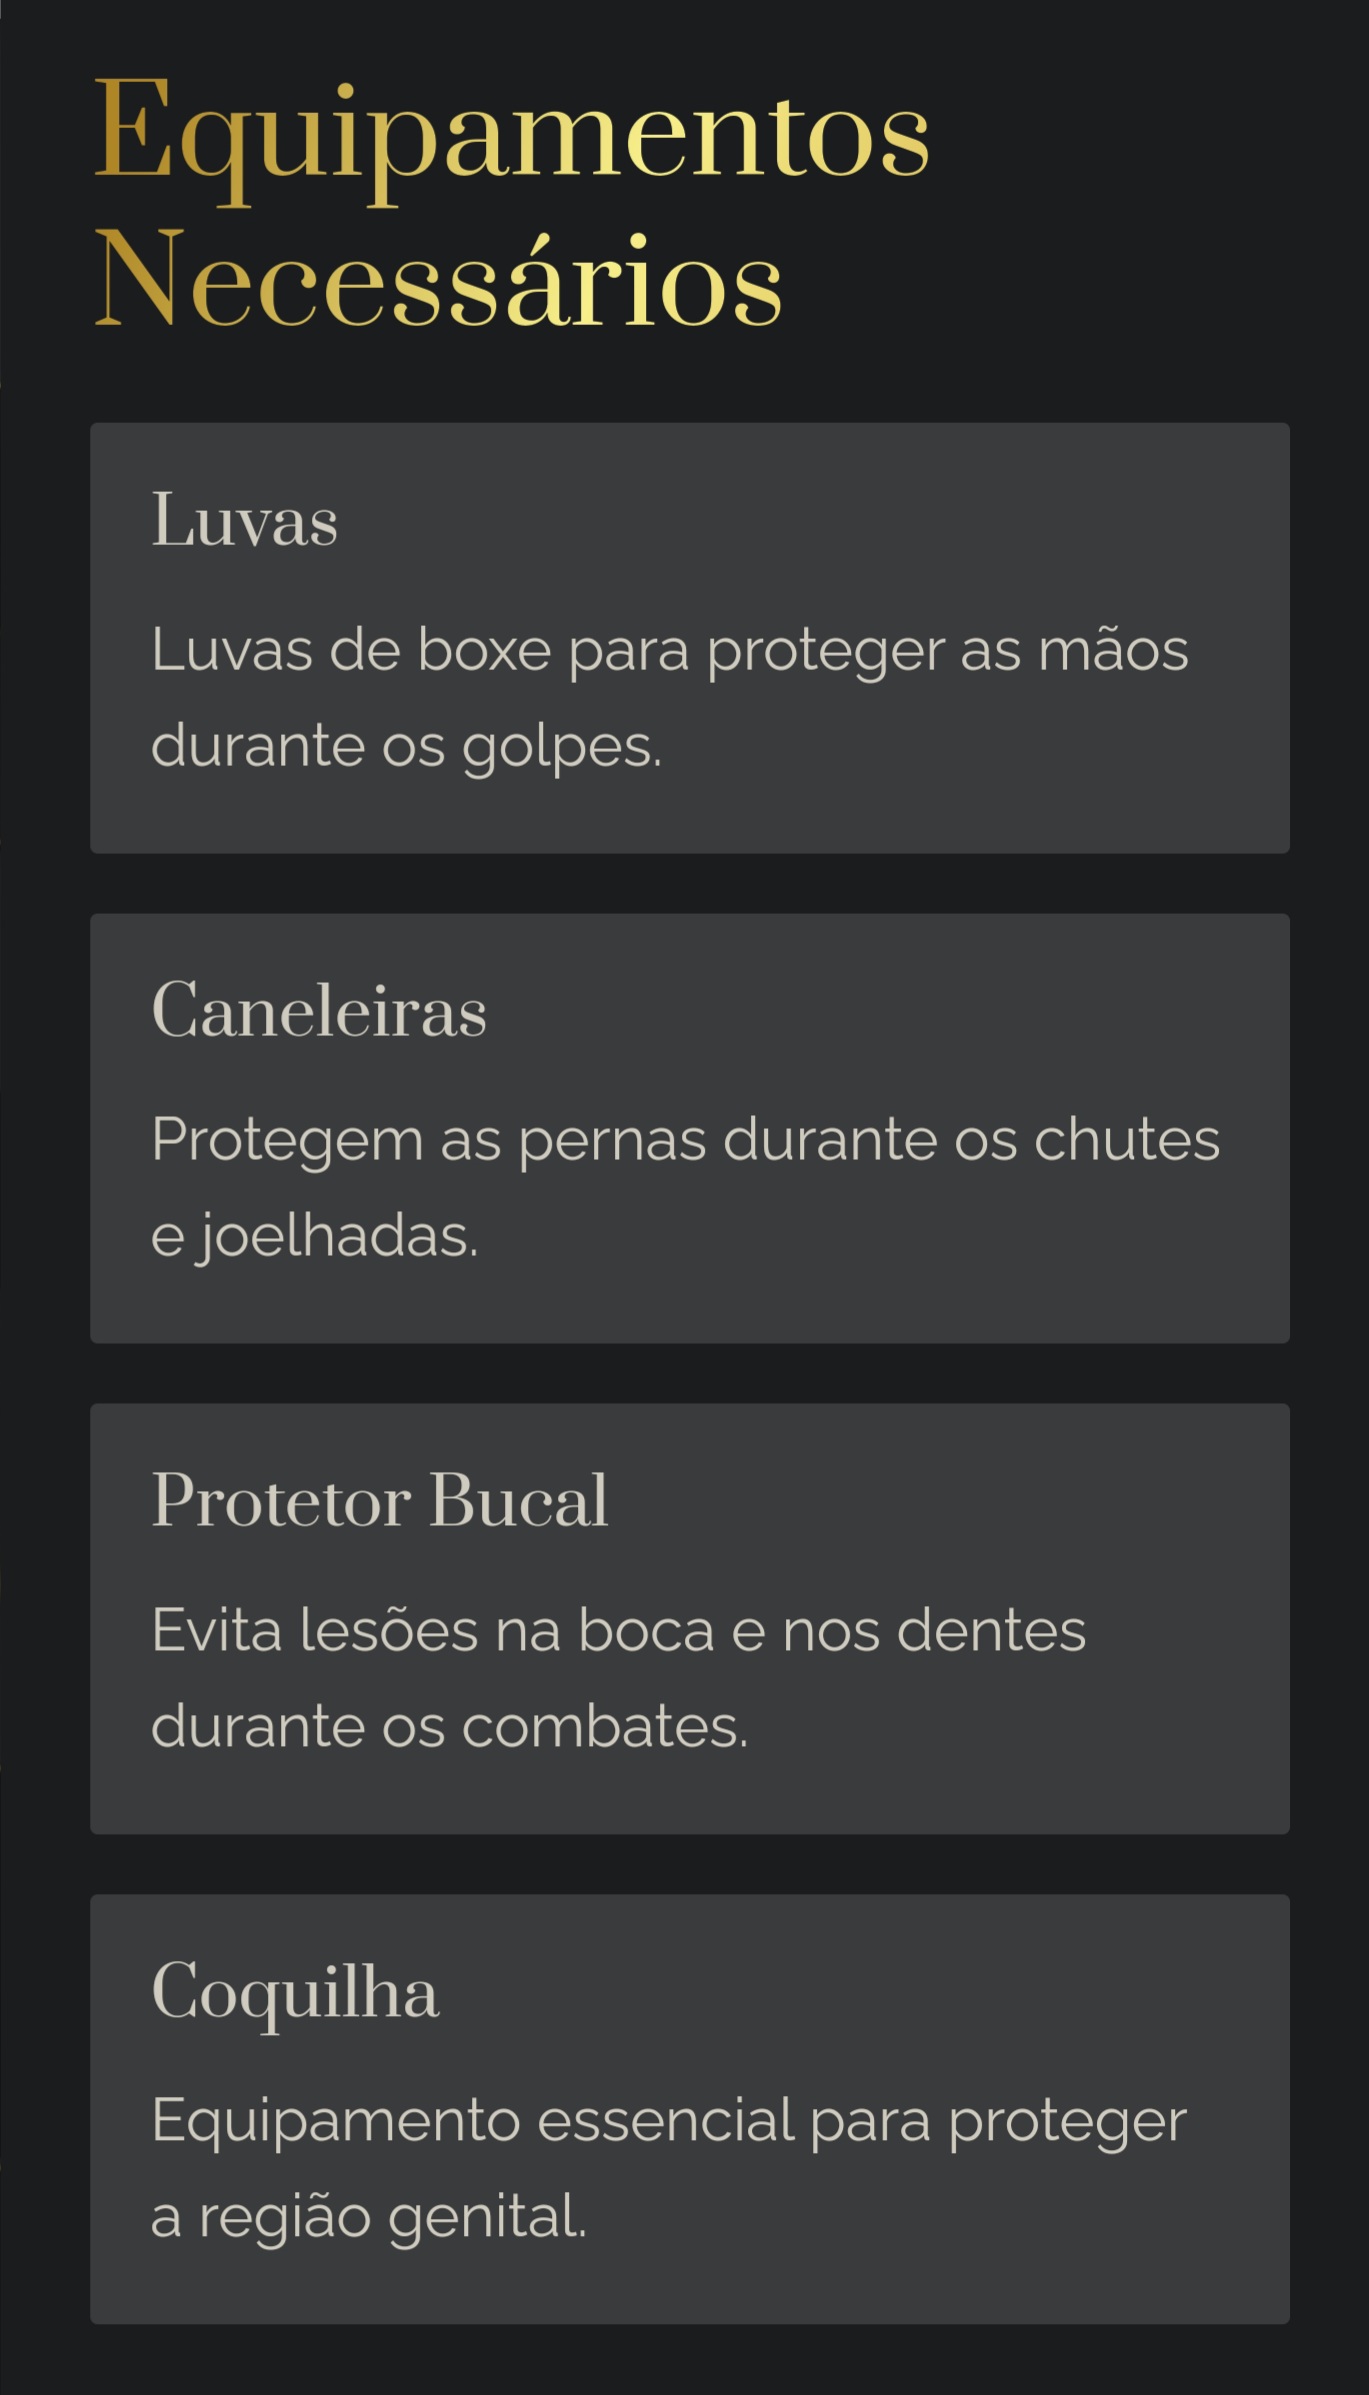 Equipamentos
Necessários
Luvas
Luvas de boxe para proteger as mãos
durante os golpes.
Caneleiras
Protegem as pernas durante os chutes
e joelhadas.
Protetor Bucal
Evita lesões na boca e nos dentes
durante os combates.
Coquilha
Equipamento essencial para proteger
a região genital.